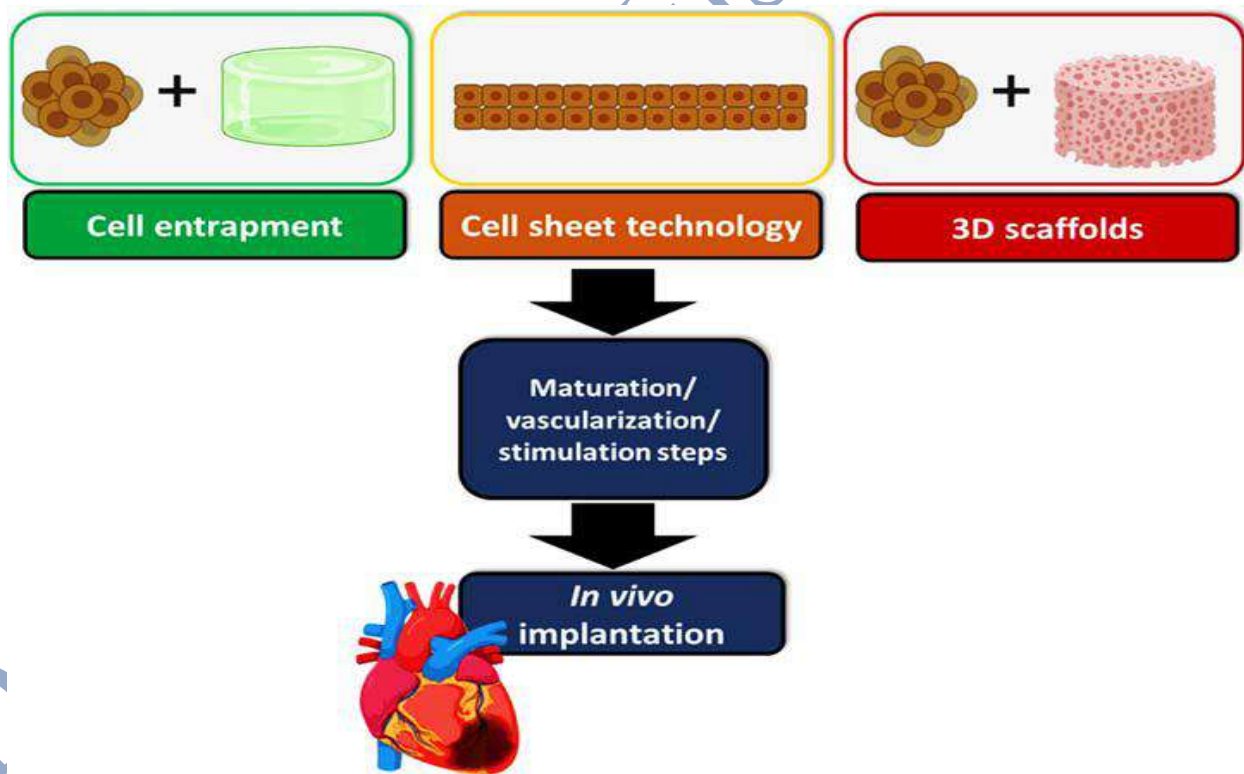 +
+
Cell entrapment
Cell sheet technology
3D scaffolds
Maturation/
vascularization/
stimulation steps
In vivo
implantation